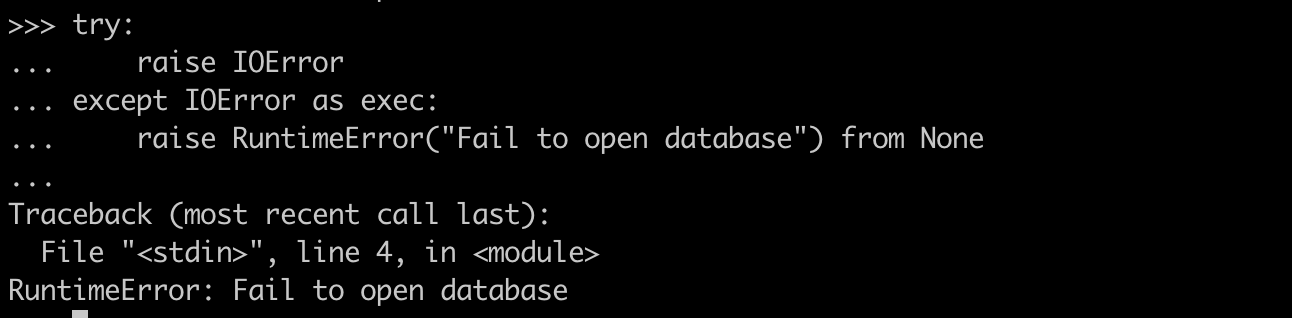 >>> try:
...     raise IOError
... except IOError as exec:
...     raise RuntimeError("Fail to open database") from None
...
Traceback (most recent call last):
  File "<stdin>", line 4, in <module>
RuntimeError: Fail to open database